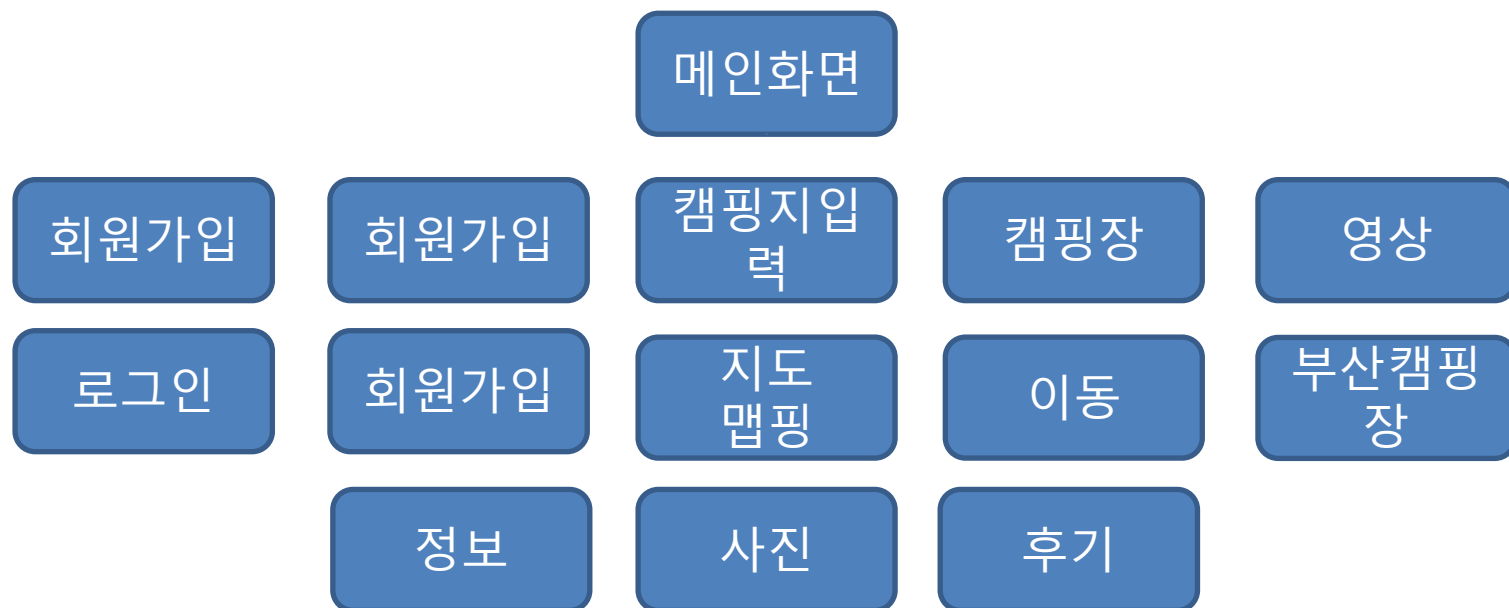 메인화면
회원가입
회원가입
캠핑지입
력
캠핑장
영상
로그인
회원가입
지도
맵핑
이동
부산캠핑
장
정보
사진
후기